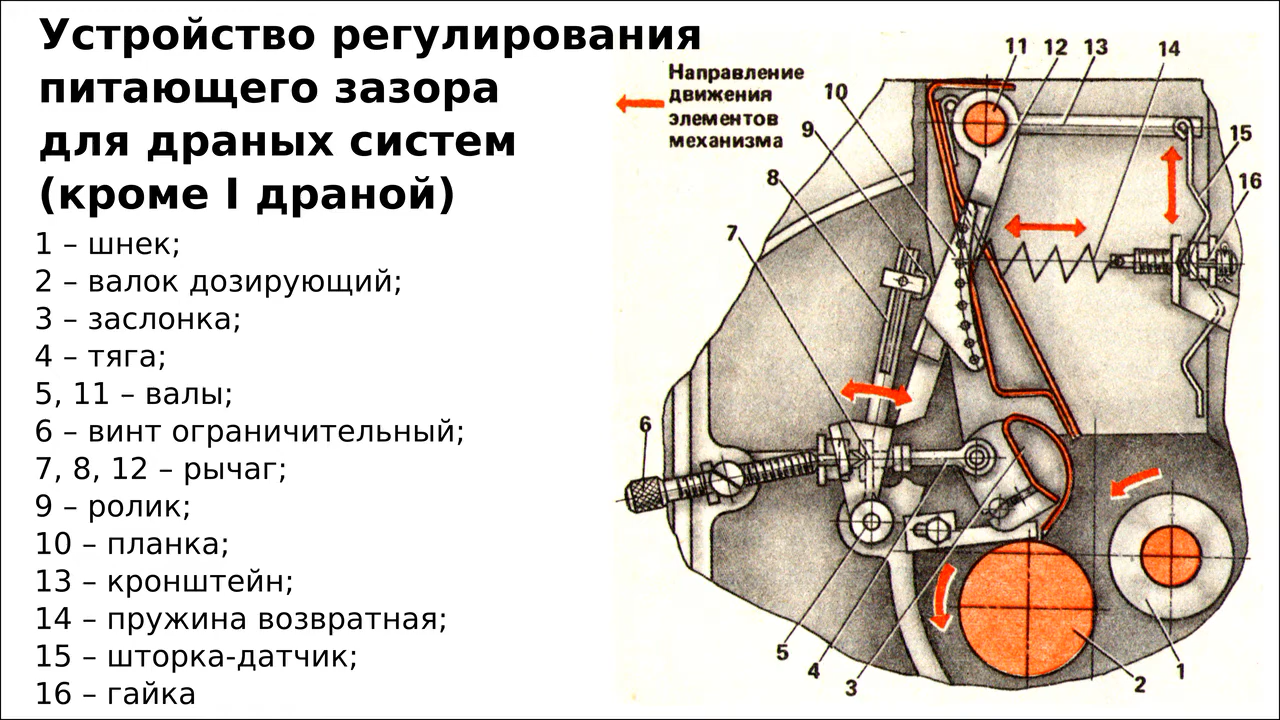 Устройство регулирования
питающего зазора
для драных систем
(кроме I драной)
1 – шнек;
2 – валок дозирующий;
3 – заслонка;
4 – тяга;
5, 11 – валы;
6 – винт ограничительный;
7, 8, 12 – рычаг;
9 – ролик;
10 – планка;
13 – кронштейн;
14 – пружина возвратная;
15 – шторка-датчик;
16 – гайка
Направление
движения
элементов
механизма
11 12 13 14
10
9
15
8
16
7
6
5
4
3
2
1